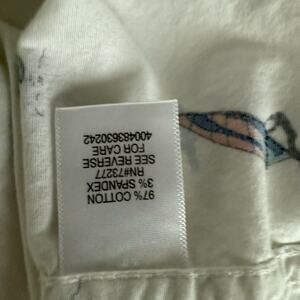 97% COTTON
3% SPANDEX
RN#73277
SEE REVERSE
FOR CARE
400483630242